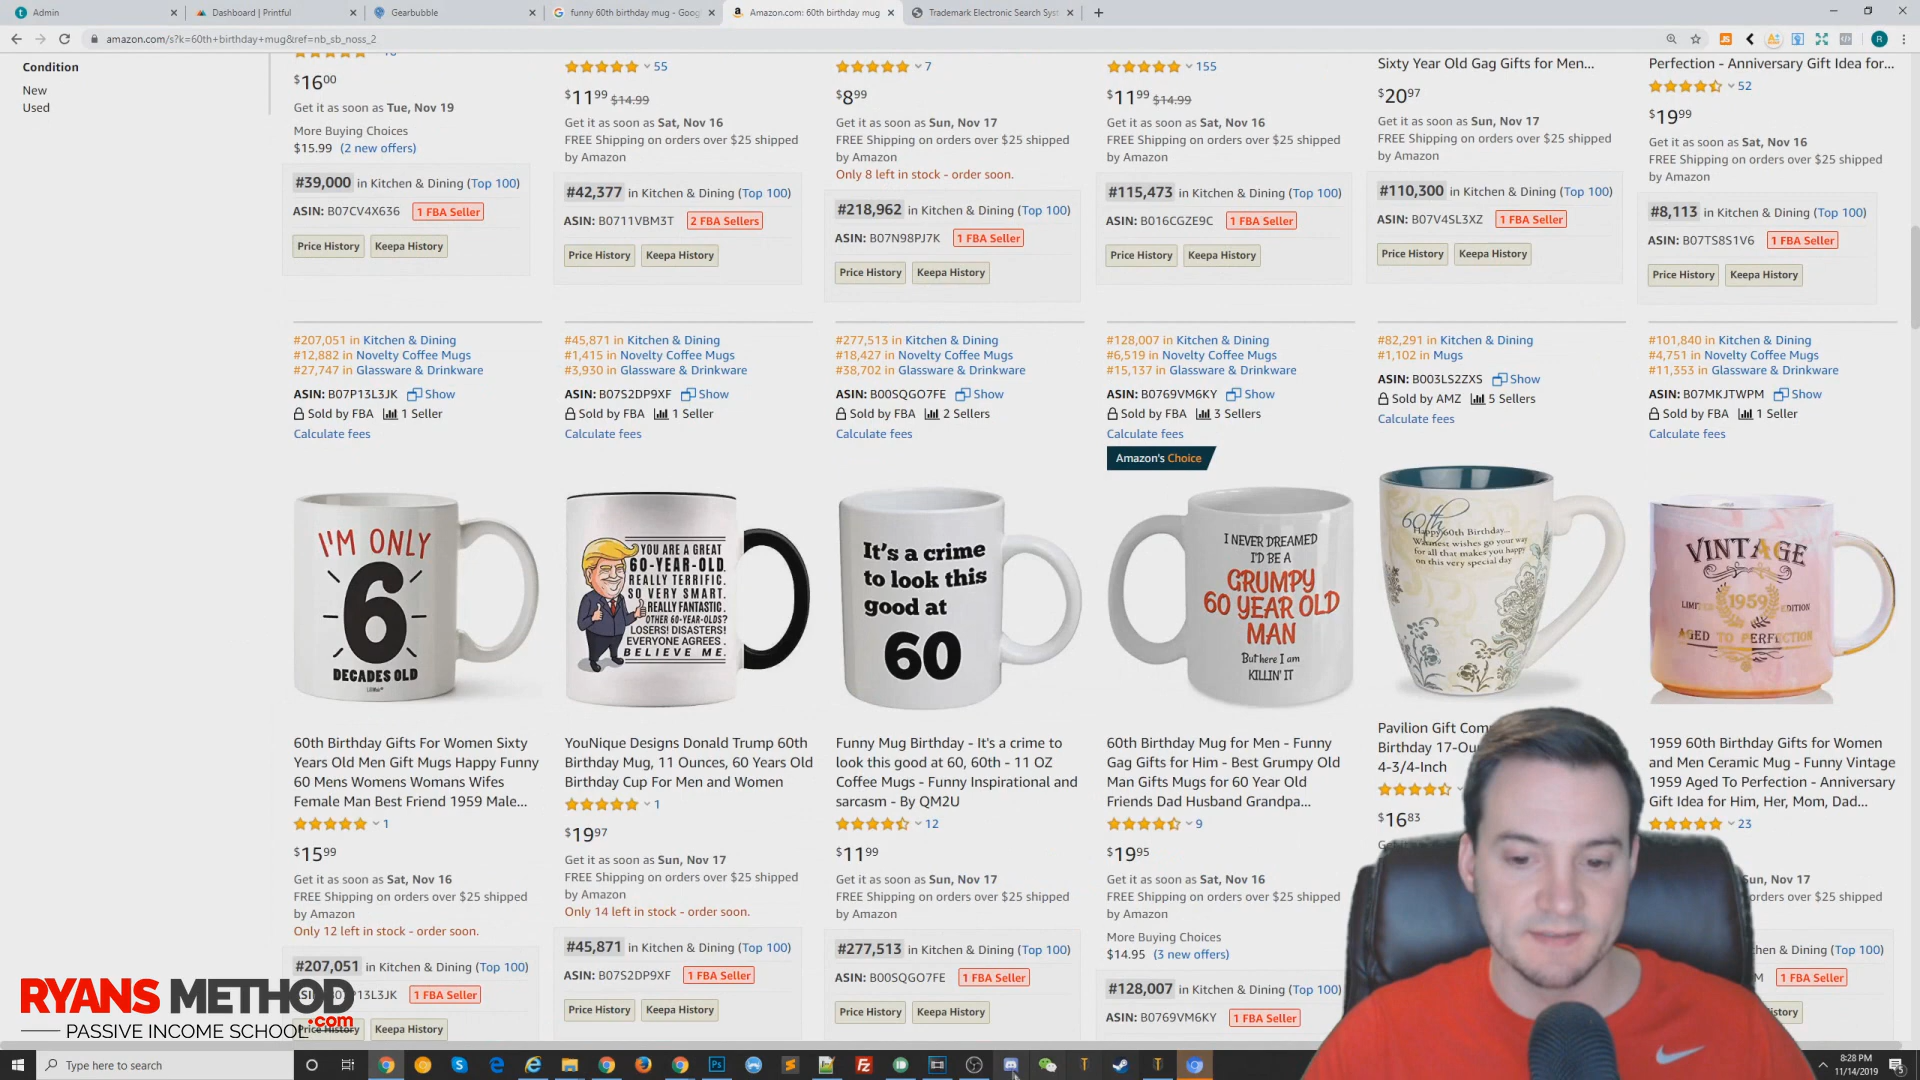 Admin
Dashboard | Printful
Gearbubble
funny 60th birthday mug - Goog
Amazon.com: 60th birthday mug
Trademark Electronic Search Syst
amazon.com/s?k=60th+birthday+mug&ref=nb_sb_noss_2
Condition
New
Used
$16.00
Get it as soon as Tue, Nov 19
More Buying Choices
$15.99 (2 new offers)
#39,000 in Kitchen & Dining (Top 100)
ASIN: B07CV4X636 1 FBA Seller
Price History Keepa History
55
$11.99 $14.99
Get it as soon as Sat, Nov 16
FREE Shipping on orders over $25 shipped
by Amazon
#42,377 in Kitchen & Dining (Top 100)
ASIN: B0711VBM3T 2 FBA Sellers
Price History Keepa History
7
$8.99
Get it as soon as Sun, Nov 17
FREE Shipping on orders over $25 shipped
by Amazon
Only 8 left in stock - order soon.
#218,962 in Kitchen & Dining (Top 100)
ASIN: B07N98PJ7K 1 FBA Seller
Price History Keepa History
155
$11.99 $14.99
Get it as soon as Sat, Nov 16
FREE Shipping on orders over $25 shipped
by Amazon
#115,473 in Kitchen & Dining (Top 100)
ASIN: B016CGZE9C 1 FBA Seller
Price History Keepa History
Sixty Year Old Gag Gifts for Men...
$20.97
Get it as soon as Sun, Nov 17
FREE Shipping on orders over $25 shipped
by Amazon
#110,300 in Kitchen & Dining (Top 100)
ASIN: B07V4SL3XZ 1 FBA Seller
Price History Keepa History
Perfection - Anniversary Gift Idea for...
52
$19.99
Get it as soon as Sat, Nov 16
FREE Shipping on orders over $25 shipped
by Amazon
#8,113 in Kitchen & Dining (Top 100)
ASIN: B07TS8S1V6 1 FBA Seller
Price History Keepa History
#207,051 in Kitchen & Dining
#12,882 in Novelty Coffee Mugs
#27,747 in Glassware & Drinkware
ASIN: B07P13L3JK Show
Sold by FBA 1 Seller
Calculate fees
#45,871 in Kitchen & Dining
#1,415 in Novelty Coffee Mugs
#3,930 in Glassware & Drinkware
ASIN: B07S2DP9XF Show
Sold by FBA 1 Seller
Calculate fees
#277,513 in Kitchen & Dining
#18,427 in Novelty Coffee Mugs
#38,702 in Glassware & Drinkware
ASIN: B00SQGO7FE Show
Sold by FBA 2 Sellers
Calculate fees
#128,007 in Kitchen & Dining
#6,519 in Novelty Coffee Mugs
#15,137 in Glassware & Drinkware
ASIN: B0769VM6KY Show
Sold by FBA 3 Sellers
Calculate fees
#82,291 in Kitchen & Dining
#1,102 in Mugs
ASIN: B003LS2ZXS Show
Sold by AMZ 5 Sellers
Calculate fees
#101,840 in Kitchen & Dining
#4,751 in Novelty Coffee Mugs
#11,353 in Glassware & Drinkware
ASIN: B07MKJTWPM Show
Sold by FBA 1 Seller
Calculate fees
Amazon's Choice
I'M ONLY
6
DECADES OLD
YOU ARE A GREAT
60-YEAR-OLD.
REALLY TERRIFIC.
SO VERY SMART.
REALLY FANTASTIC.
OTHER 60-YEAR-OLDS?
LOSERS! DISASTERS!
EVERYONE AGREES.
BELIEVE ME.
It's a crime
to look this
good at
60
I NEVER DREAMED
I'D BE A
GRUMPY
60 YEAR OLD
MAN
But here I am
KILLIN' IT
60th
Happy 60th Birthday...
Warmest wishes go your way
for all that makes you happy
on this very special day
VINTAGE
LIMITED 1959 EDITION
AGED TO PERFECTION
60th Birthday Gifts For Women Sixty
Years Old Men Gift Mugs Happy Funny
60 Mens Womens Womans Wifes
Female Man Best Friend 1959 Male...
1
$15.99
Get it as soon as Sat, Nov 16
FREE Shipping on orders over $25 shipped
by Amazon
Only 12 left in stock - order soon.
#207,051 in Kitchen & Dining (Top 100)
13L3JK 1 FBA Seller
Price History Keepa History
YouNique Designs Donald Trump 60th
Birthday Mug, 11 Ounces, 60 Years Old
Birthday Cup For Men and Women
1
$19.97
Get it as soon as Sun, Nov 17
FREE Shipping on orders over $25 shipped
by Amazon
Only 14 left in stock - order soon.
#45,871 in Kitchen & Dining (Top 100)
ASIN: B07S2DP9XF 1 FBA Seller
Price History Keepa History
Funny Mug Birthday - It's a crime to
look this good at 60, 60th - 11 OZ
Coffee Mugs - Funny Inspirational and
sarcasm - By QM2U
12
$11.99
Get it as soon as Sun, Nov 17
FREE Shipping on orders over $25 shipped
by Amazon
#277,513 in Kitchen & Dining (Top 100)
ASIN: B00SQGO7FE 1 FBA Seller
Price History Keepa History
60th Birthday Mug for Men - Funny
Gag Gifts for Him - Best Grumpy Old
Man Gifts Mugs for 60 Year Old
Friends Dad Husband Grandpa...
9
$19.95
Get it as soon as Sat, Nov 16
FREE Shipping on orders over $25 shipped
by Amazon
More Buying Choices
$14.95 (3 new offers)
#128,007 in Kitchen & Dining (Top 100)
ASIN: B0769VM6KY 1 FBA Seller
Pavilion Gift Com
Birthday 17-Ou
4-3/4-Inch
$16.83
1959 60th Birthday Gifts for Women
and Men Ceramic Mug - Funny Vintage
1959 Aged To Perfection - Anniversary
Gift Idea for Him, Her, Mom, Dad...
23
Sun, Nov 17
over $25 shipped
hen & Dining (Top 100)
M 1 FBA Seller
story
RYANS METHOD
.com
PASSIVE INCOME SCHOOL
Type here to search
8:28 PM
11/14/2019